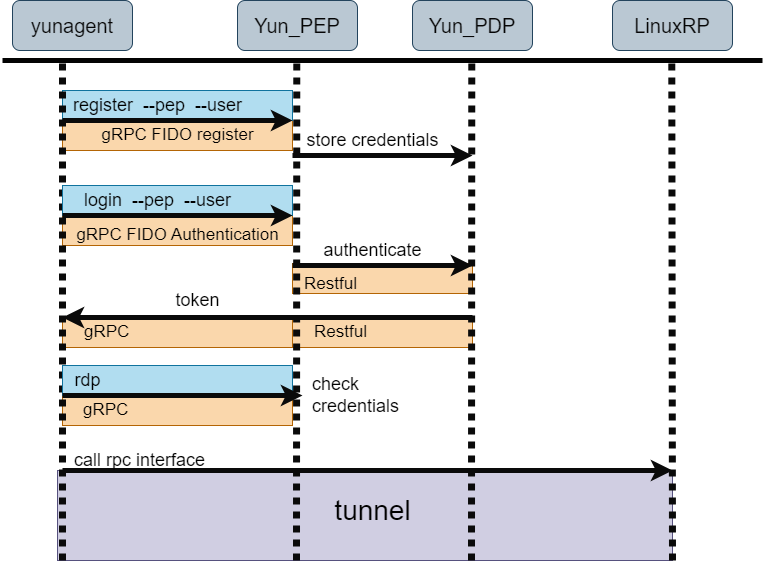 yunagent Yun_PEP Yun_PDP LinuxRP
register --pep --user
gRPC FIDO register
store credentials
login --pep --user
gRPC FIDO Authentication
authenticate
Restful
token
gRPC Restful
rdp
check
credentials
gRPC
call rpc interface
tunnel